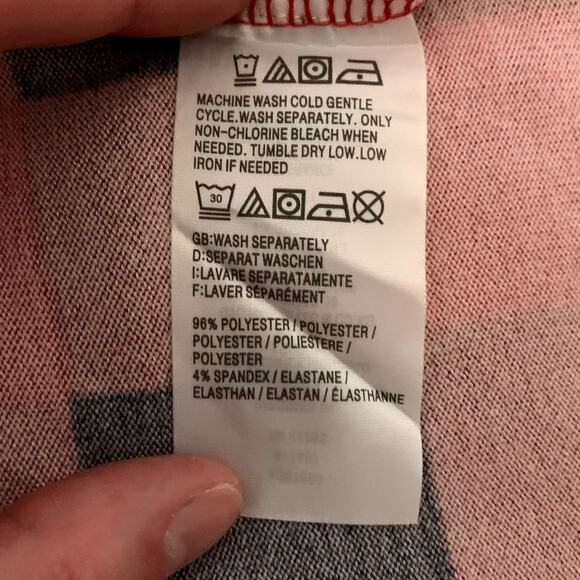 MACHINE WASH COLD GENTLE
CYCLE.WASH SEPARATELY. ONLY
NON-CHLORINE BLEACH WHEN
NEEDED. TUMBLE DRY LOW.LOW
IRON IF NEEDED
30
GB:WASH SEPARATELY
D:SEPARAT WASCHEN
I:LAVARE SEPARATAMENTE
F:LAVER SÉPARÉMENT
96% POLYESTER / POLYESTER /
POLYESTER / POLIESTERE /
POLYESTER
4% SPANDEX / ELASTANE /
ELASTHAN / ELASTAN / ÉLASTHANNE